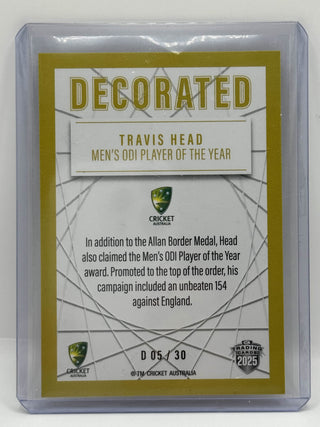 DECORATED
TRAVIS HEAD
MEN'S ODI PLAYER OF THE YEAR
CRICKET
AUSTRALIA
In addition to the Allan Border Medal, Head
also claimed the Men's ODI Player of the Year
award. Promoted to the top of the order, his
campaign included an unbeaten 154
against England.
D 05 / 30
CRICKET
AUSTRALIA
TRADING
CARDS
2025
@ TM CRICKET AUSTRALIA